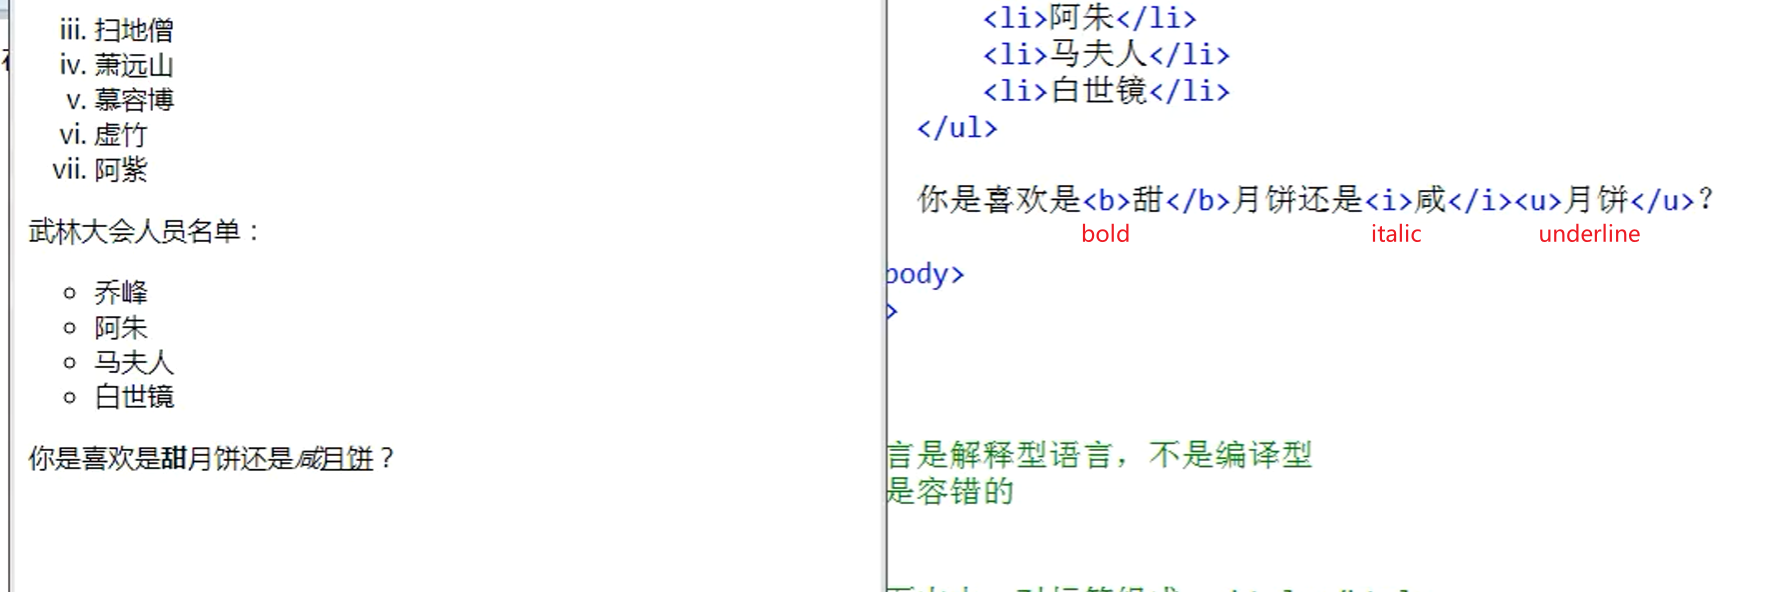 iii. 扫地僧
iv. 萧远山
v. 慕容博
vi. 虚竹
vii. 阿紫
武林大会人员名单：
乔峰
阿朱
马夫人
白世镜
你是喜欢是甜月饼还是咸月饼？
<li>阿朱</li>
<li>马夫人</li>
<li>白世镜</li>
</ul>
你是喜欢是<b>甜</b>月饼还是<i>咸</i><u>月饼</u>?
bold italic underline
body>
>
言是解释型语言，不是编译型
是容错的